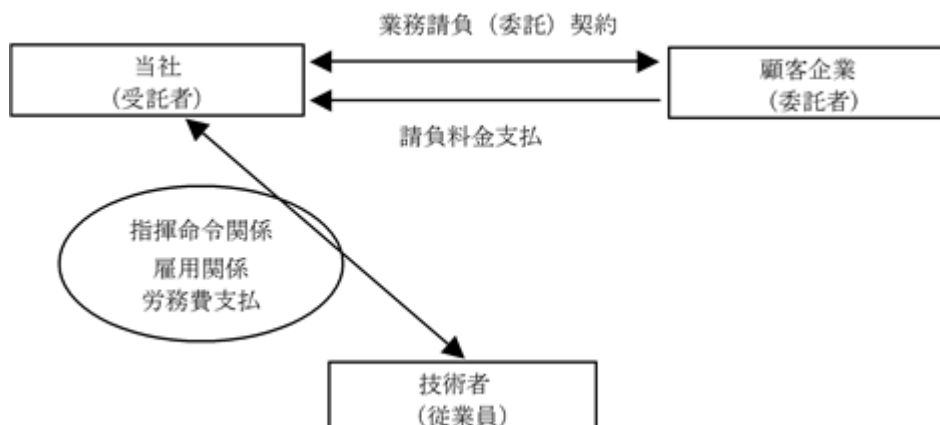 業務請負（委託）契約
当社
（受託者）
顧客企業
（委託者）
請負料金支払
指揮命令関係
雇用関係
労務費支払
技術者
（従業員）